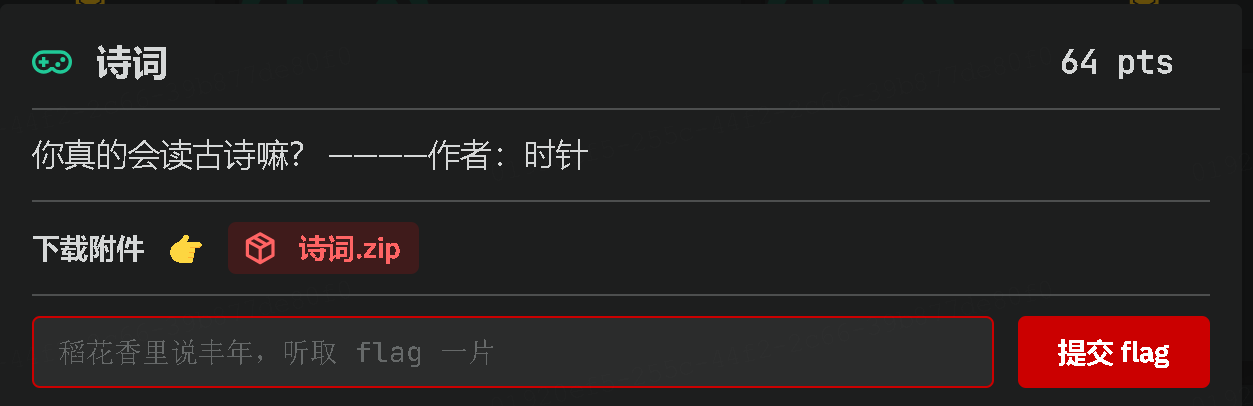 诗词
64 pts
你真的会读古诗嘛? ————作者: 时针
下载附件 👉 诗词.zip
稻花香里说丰年，听取 flag 一片
提交 flag